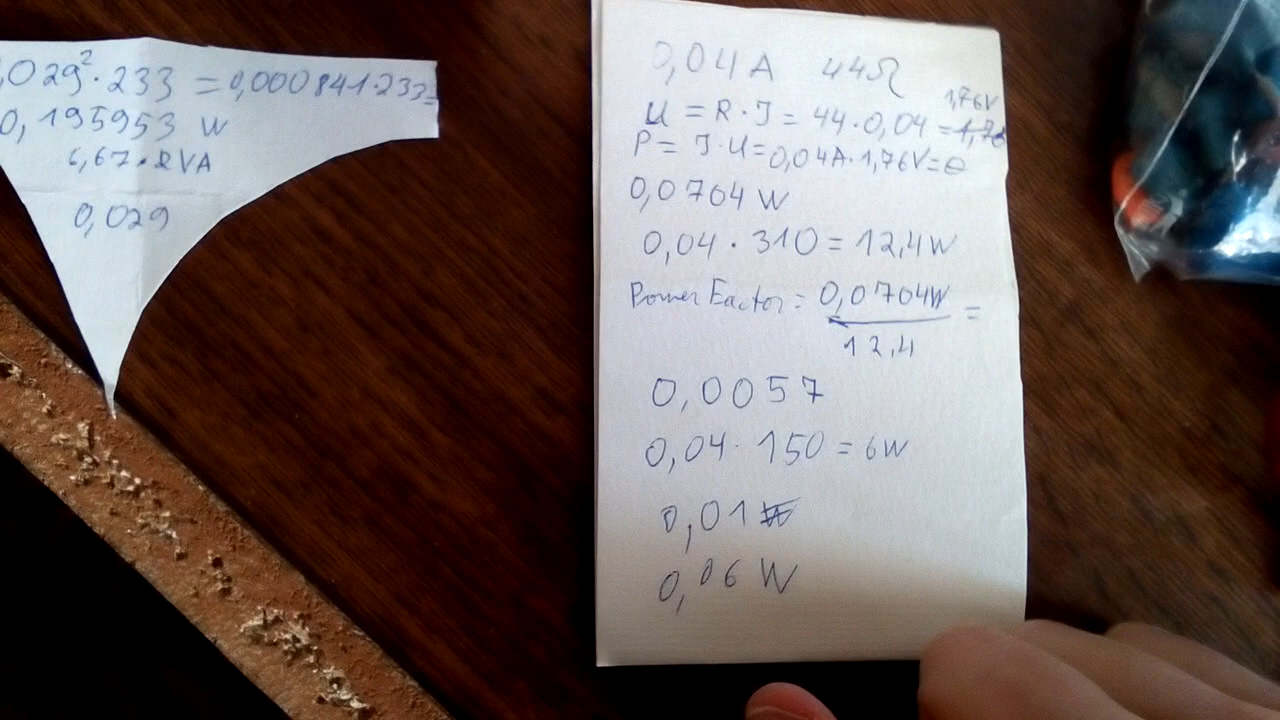 ,029²·233 = 0,000841·233=
0,195953 W
6,67·2VA
0,029
0,04A 44Ω
1,76V
U = R·I = 44·0,04 = 1,76
P = I·U = 0,04A·1,76V = 0
0,0704 W
0,04 · 310 = 12,4W
Power Factor = 0,0704W =
12,4
0,0057
0,04 · 150 = 6W
0,01 W
0,06 W